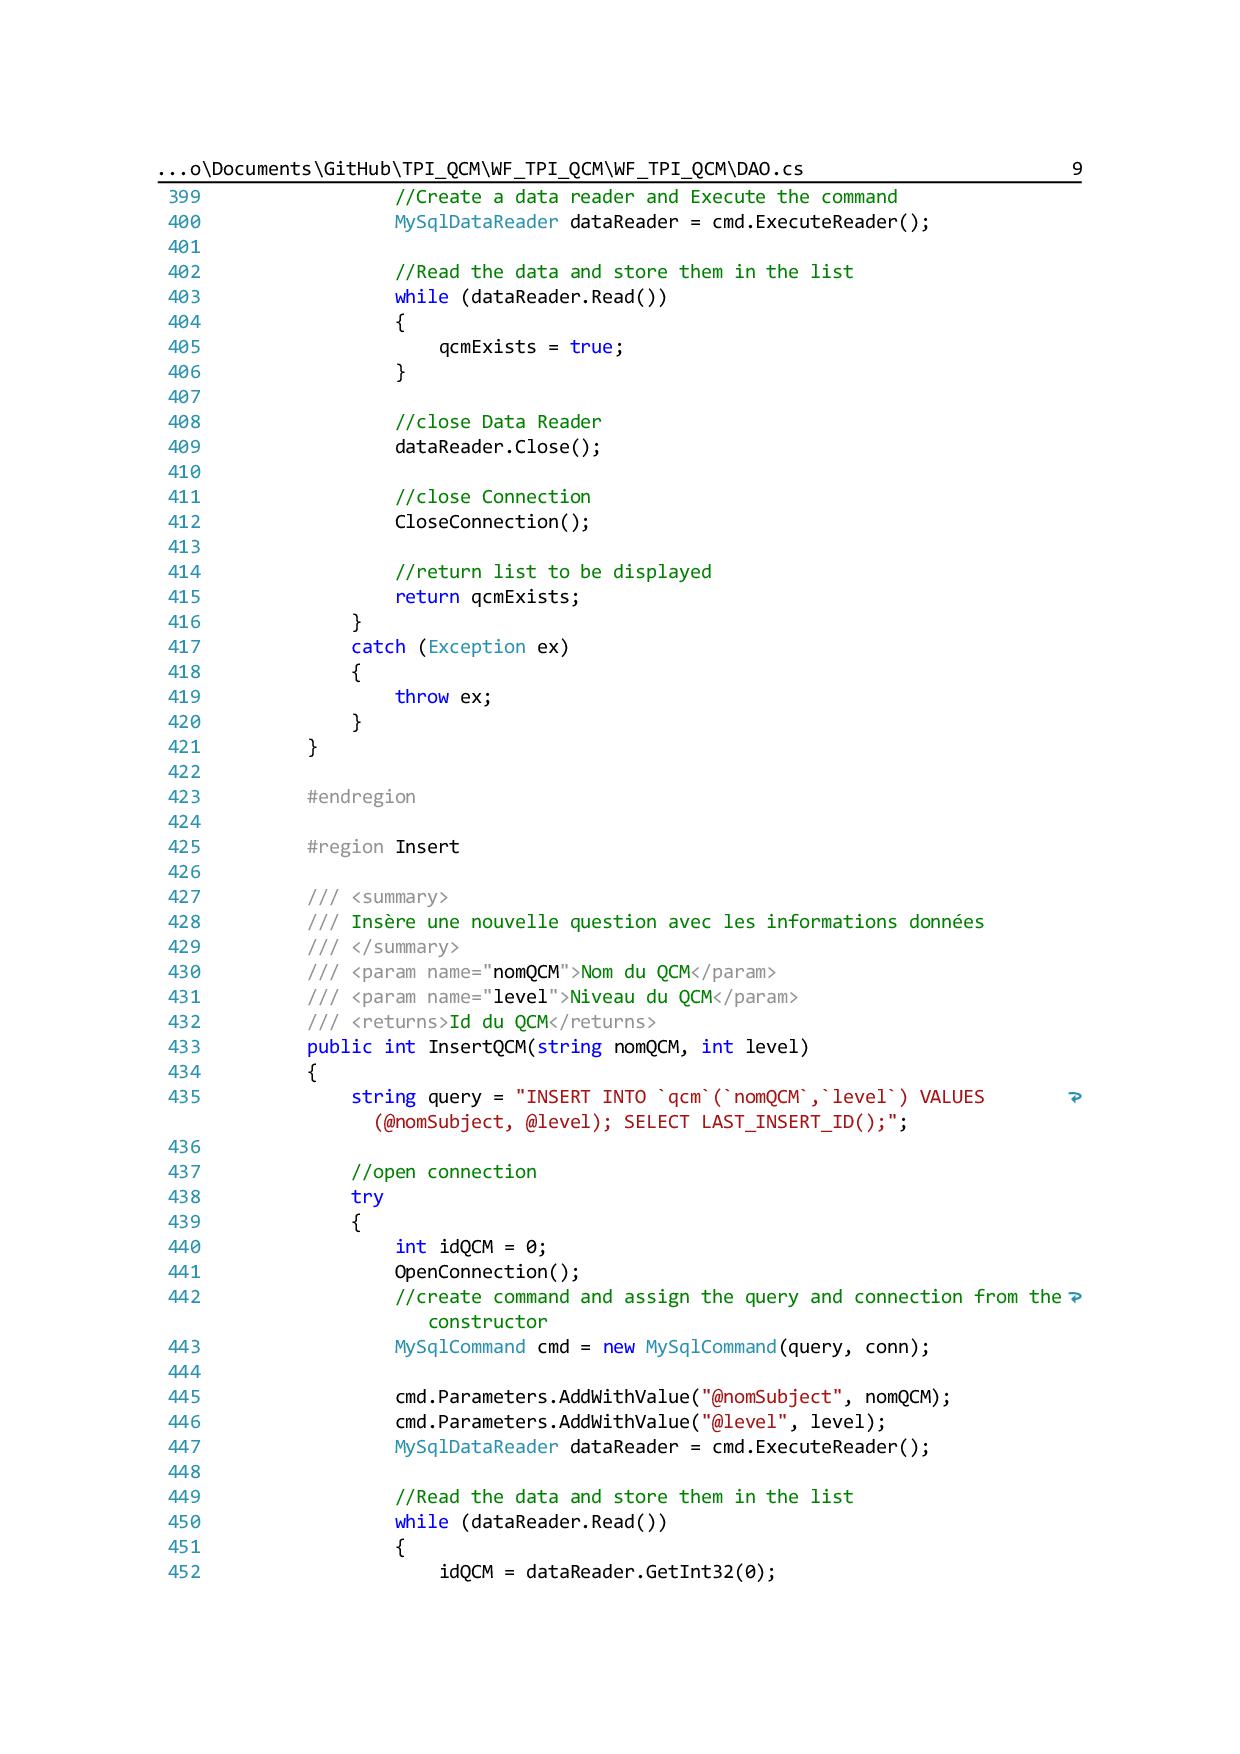 ...o\Documents\GitHub\TPI_QCM\WF_TPI_QCM\WF_TPI_QCM\DAO.cs 9
399 //Create a data reader and Execute the command
400 MySqlDataReader dataReader = cmd.ExecuteReader();
401
402 //Read the data and store them in the list
403 while (dataReader.Read())
404 {
405 qcmExists = true;
406 }
407
408 //close Data Reader
409 dataReader.Close();
410
411 //close Connection
412 CloseConnection();
413
414 //return list to be displayed
415 return qcmExists;
416 }
417 catch (Exception ex)
418 {
419 throw ex;
420 }
421 }
422
423 #endregion
424
425 #region Insert
426
427 /// <summary>
428 /// Insère une nouvelle question avec les informations données
429 /// </summary>
430 /// <param name="nomQCM">Nom du QCM</param>
431 /// <param name="level">Niveau du QCM</param>
432 /// <returns>Id du QCM</returns>
433 public int InsertQCM(string nomQCM, int level)
434 {
435 string query = "INSERT INTO `qcm`(`nomQCM`,`level`) VALUES
(@nomSubject, @level); SELECT LAST_INSERT_ID();";
436
437 //open connection
438 try
439 {
440 int idQCM = 0;
441 OpenConnection();
442 //create command and assign the query and connection from the
constructor
443 MySqlCommand cmd = new MySqlCommand(query, conn);
444
445 cmd.Parameters.AddWithValue("@nomSubject", nomQCM);
446 cmd.Parameters.AddWithValue("@level", level);
447 MySqlDataReader dataReader = cmd.ExecuteReader();
448
449 //Read the data and store them in the list
450 while (dataReader.Read())
451 {
452 idQCM = dataReader.GetInt32(0);